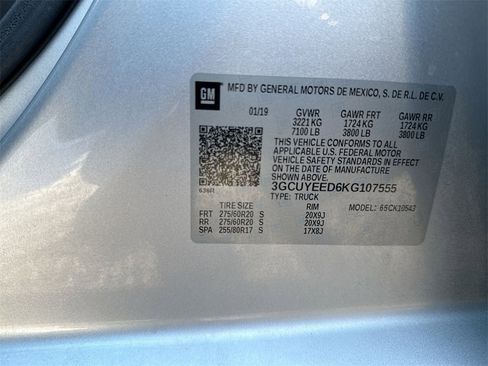 GM MFD BY GENERAL MOTORS DE MEXICO, S. DE R.L. DE C.V.
01/19 GVWR GAWR FRT GAWR RR
3221 KG 1724 KG 1724 KG
7100 LB 3800 LB 3800 LB
THIS VEHICLE CONFORMS TO ALL
APPLICABLE U.S. FEDERAL MOTOR
VEHICLE SAFETY STANDARDS IN EFFECT
ON THE DATE OF MANUFACTURE
SHOWN ABOVE.
3GCUYEED6KG107555
TYPE: TRUCK MODEL: 65CK10543
TIRE SIZE RIM
FRT 275/60R20 S 20X9J
RR 275/60R20 S 20X9J
SPA 255/80R17 S 17X8J